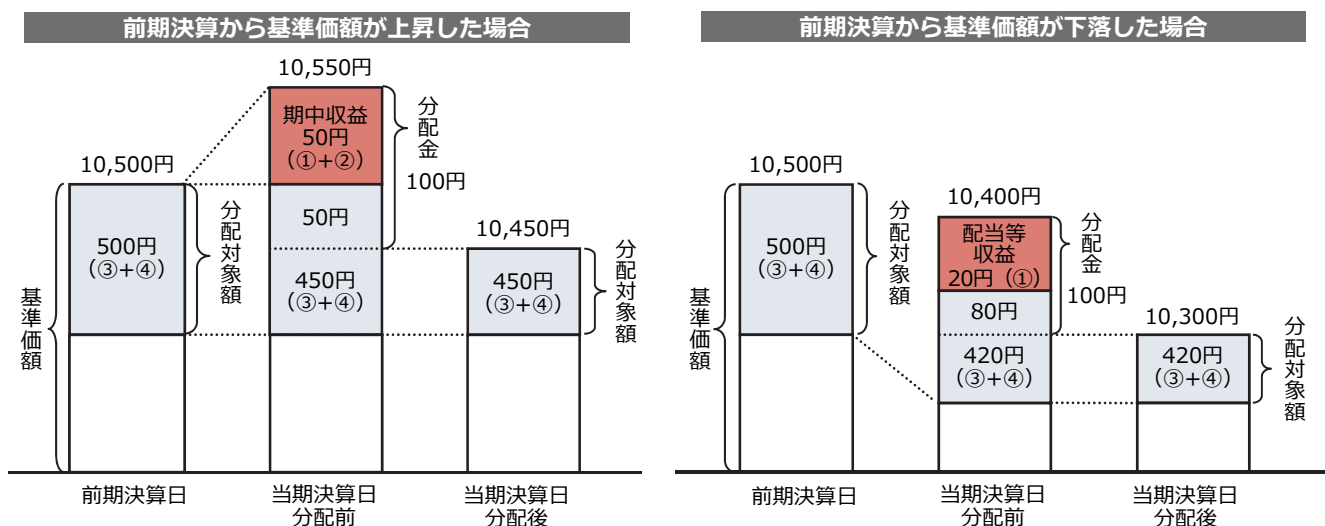 前期決算から基準価額が上昇した場合
10,550円
期中収益
50円
（①+②）
分配金
100円
10,500円
500円
（③+④）
分配対象額
50円
450円
（③+④）
10,450円
450円
（③+④）
分配対象額
基準価額
前期決算日
当期決算日
分配前
当期決算日
分配後
前期決算から基準価額が下落した場合
10,500円
500円
（③+④）
分配対象額
10,400円
配当等
収益
20円（①）
分配金
100円
80円
420円
（③+④）
10,300円
420円
（③+④）
分配対象額
基準価額
前期決算日
当期決算日
分配前
当期決算日
分配後